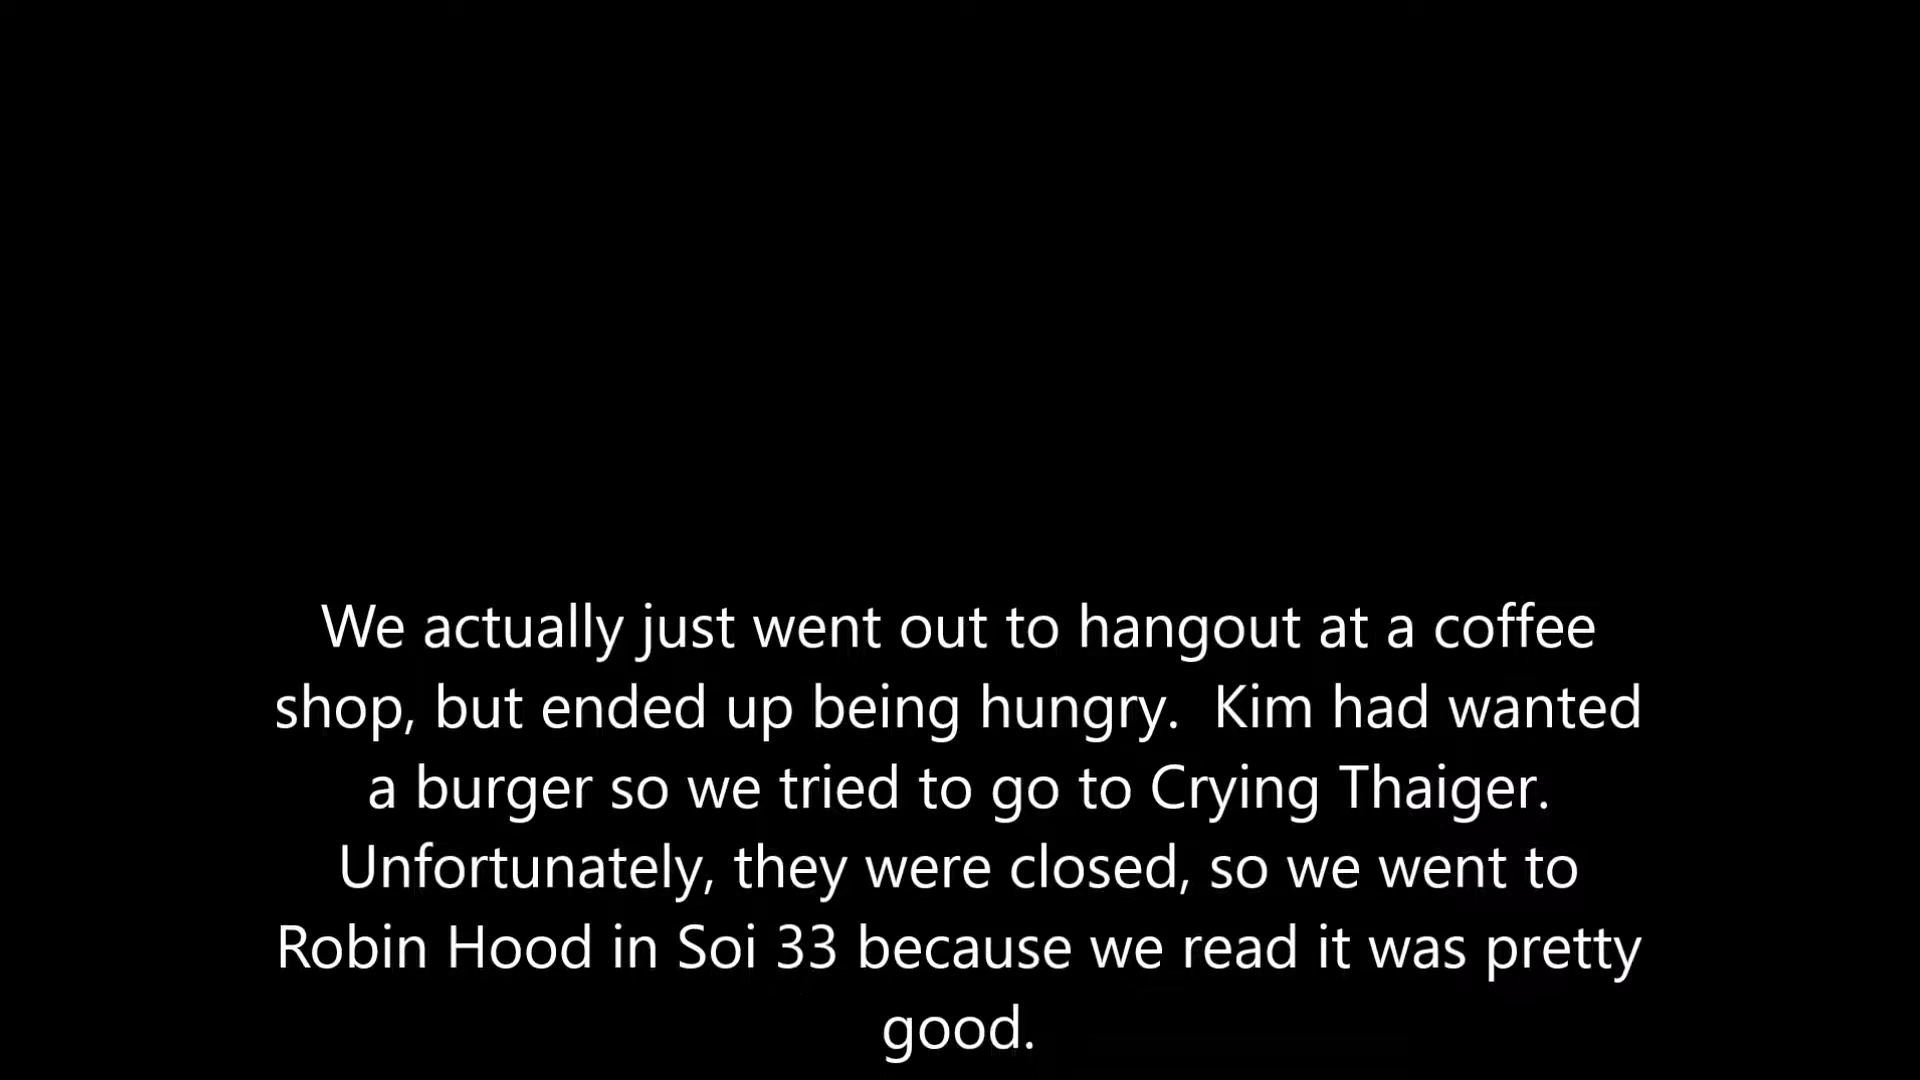 We actually just went out to hangout at a coffee
shop, but ended up being hungry.  Kim had wanted
a burger so we tried to go to Crying Thaiger.
Unfortunately, they were closed, so we went to
Robin Hood in Soi 33 because we read it was pretty
good.